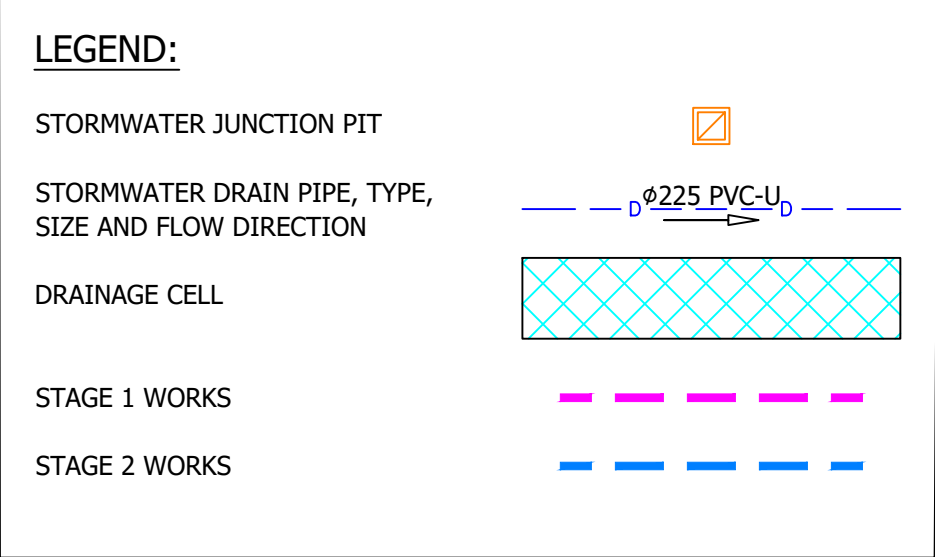 LEGEND:
STORMWATER JUNCTION PIT
STORMWATER DRAIN PIPE, TYPE,
SIZE AND FLOW DIRECTION
D ϕ225 PVC-U D
DRAINAGE CELL
STAGE 1 WORKS
STAGE 2 WORKS